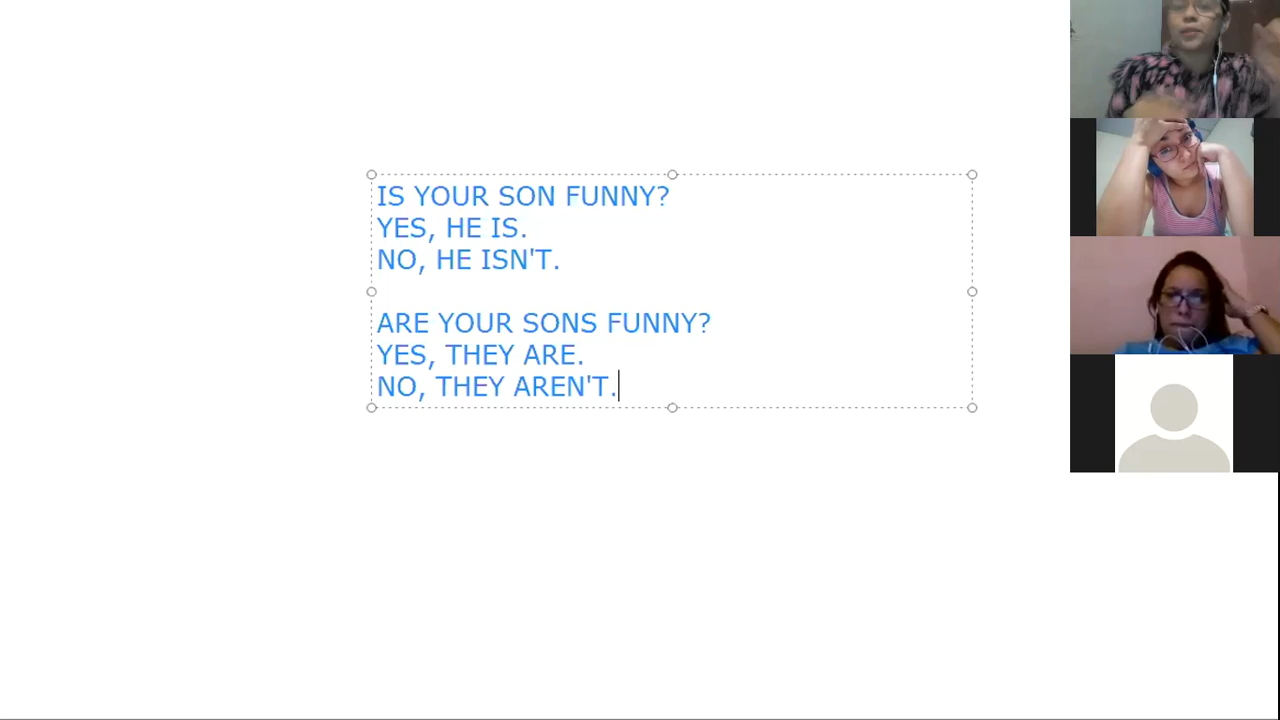 IS YOUR SON FUNNY?
YES, HE IS.
NO, HE ISN'T.
ARE YOUR SONS FUNNY?
YES, THEY ARE.
NO, THEY AREN'T.